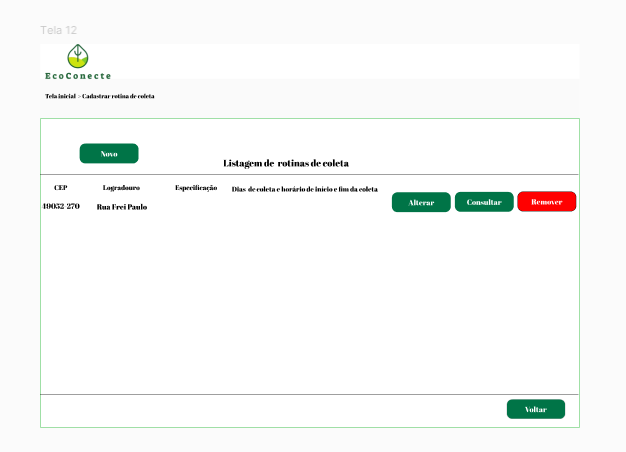 Tela 12
EcoConecte
Tela inicial > Cadastrar rotina de coleta
Novo
Listagem de rotinas de coleta
CEP Logradouro Especificação Dias de coleta e horário de início e fim da coleta
49052-270 Rua Frei Paulo Alterar Consultar Remover
Voltar